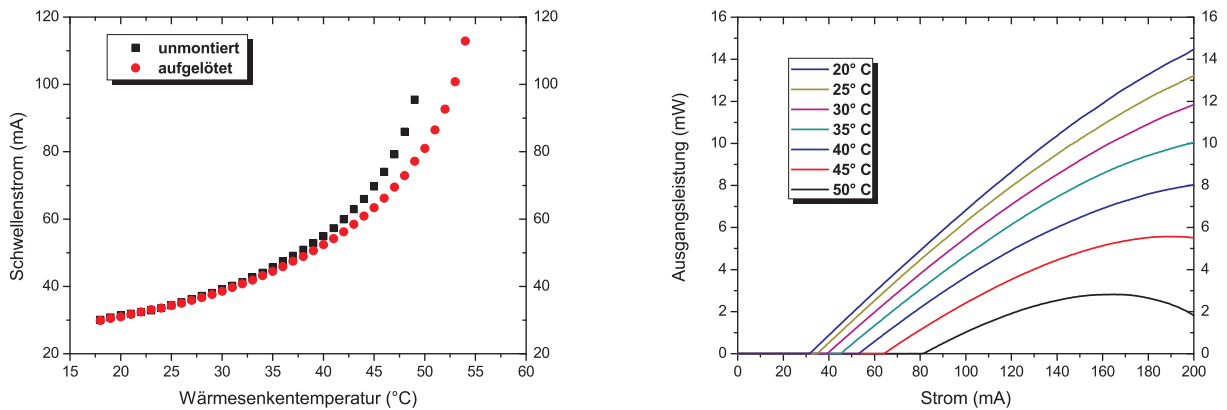 120
100
80
60
40
20
120
100
80
60
40
20
15 20 25 30 35 40 45 50 55 60
Schwellenstrom (mA)
Wärmesenkentemperatur (°C)
unmontiert
aufgelötet
16
14
12
10
8
6
4
2
0
16
14
12
10
8
6
4
2
0
0 20 40 60 80 100 120 140 160 180 200
Ausgangsleistung (mW)
Strom (mA)
20° C
25° C
30° C
35° C
40° C
45° C
50° C